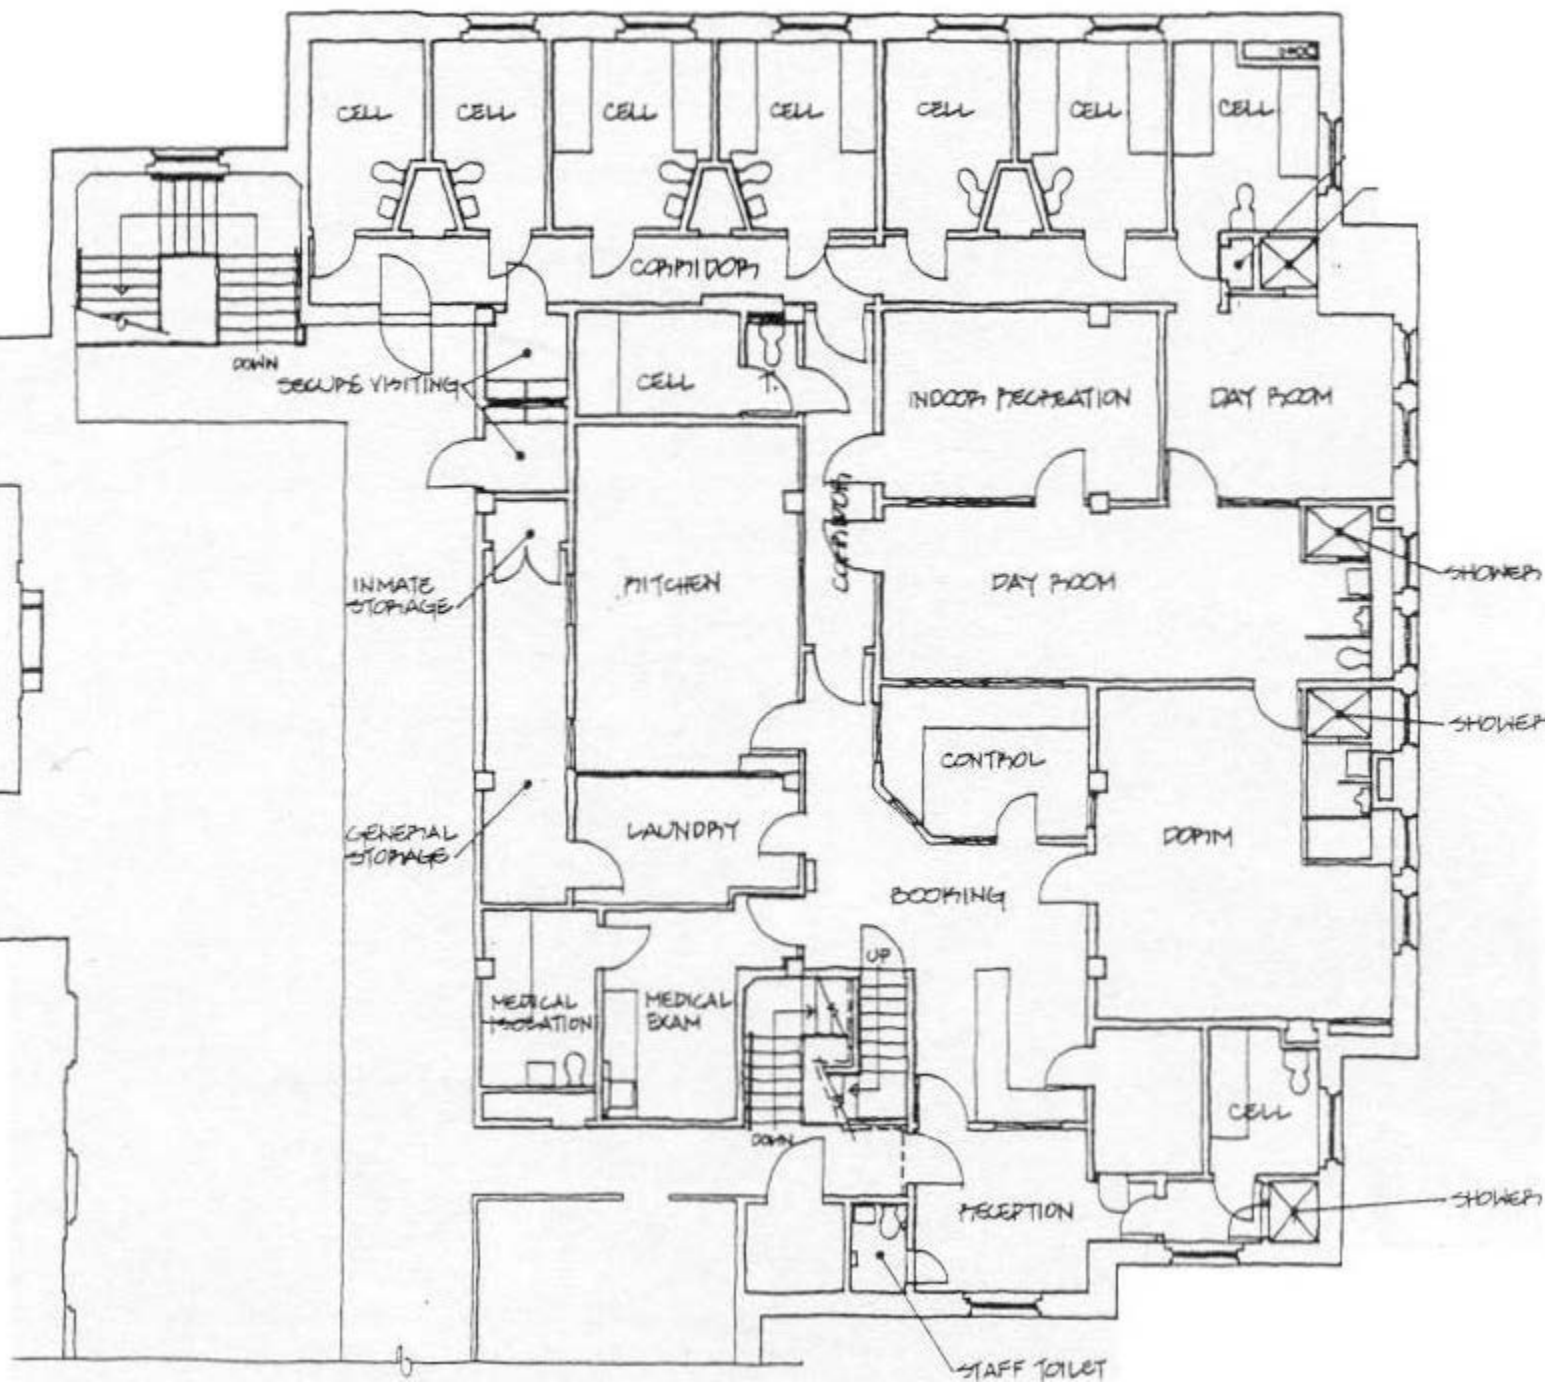 CELL
CELL
CELL
CELL
CELL
CELL
CELL
CORRIDOR
DOWN
SECURE VISITING
CELL
INDOOR RECREATION
DAY ROOM
CORRIDOR
INMATE
STORAGE
KITCHEN
DAY ROOM
SHOWER
SHOWER
CONTROL
GENERAL
STORAGE
LAUNDRY
DORM
BOOKING
UP
MEDICAL
ISOLATION
MEDICAL
EXAM
DOWN
CELL
RECEPTION
SHOWER
STAFF TOILET